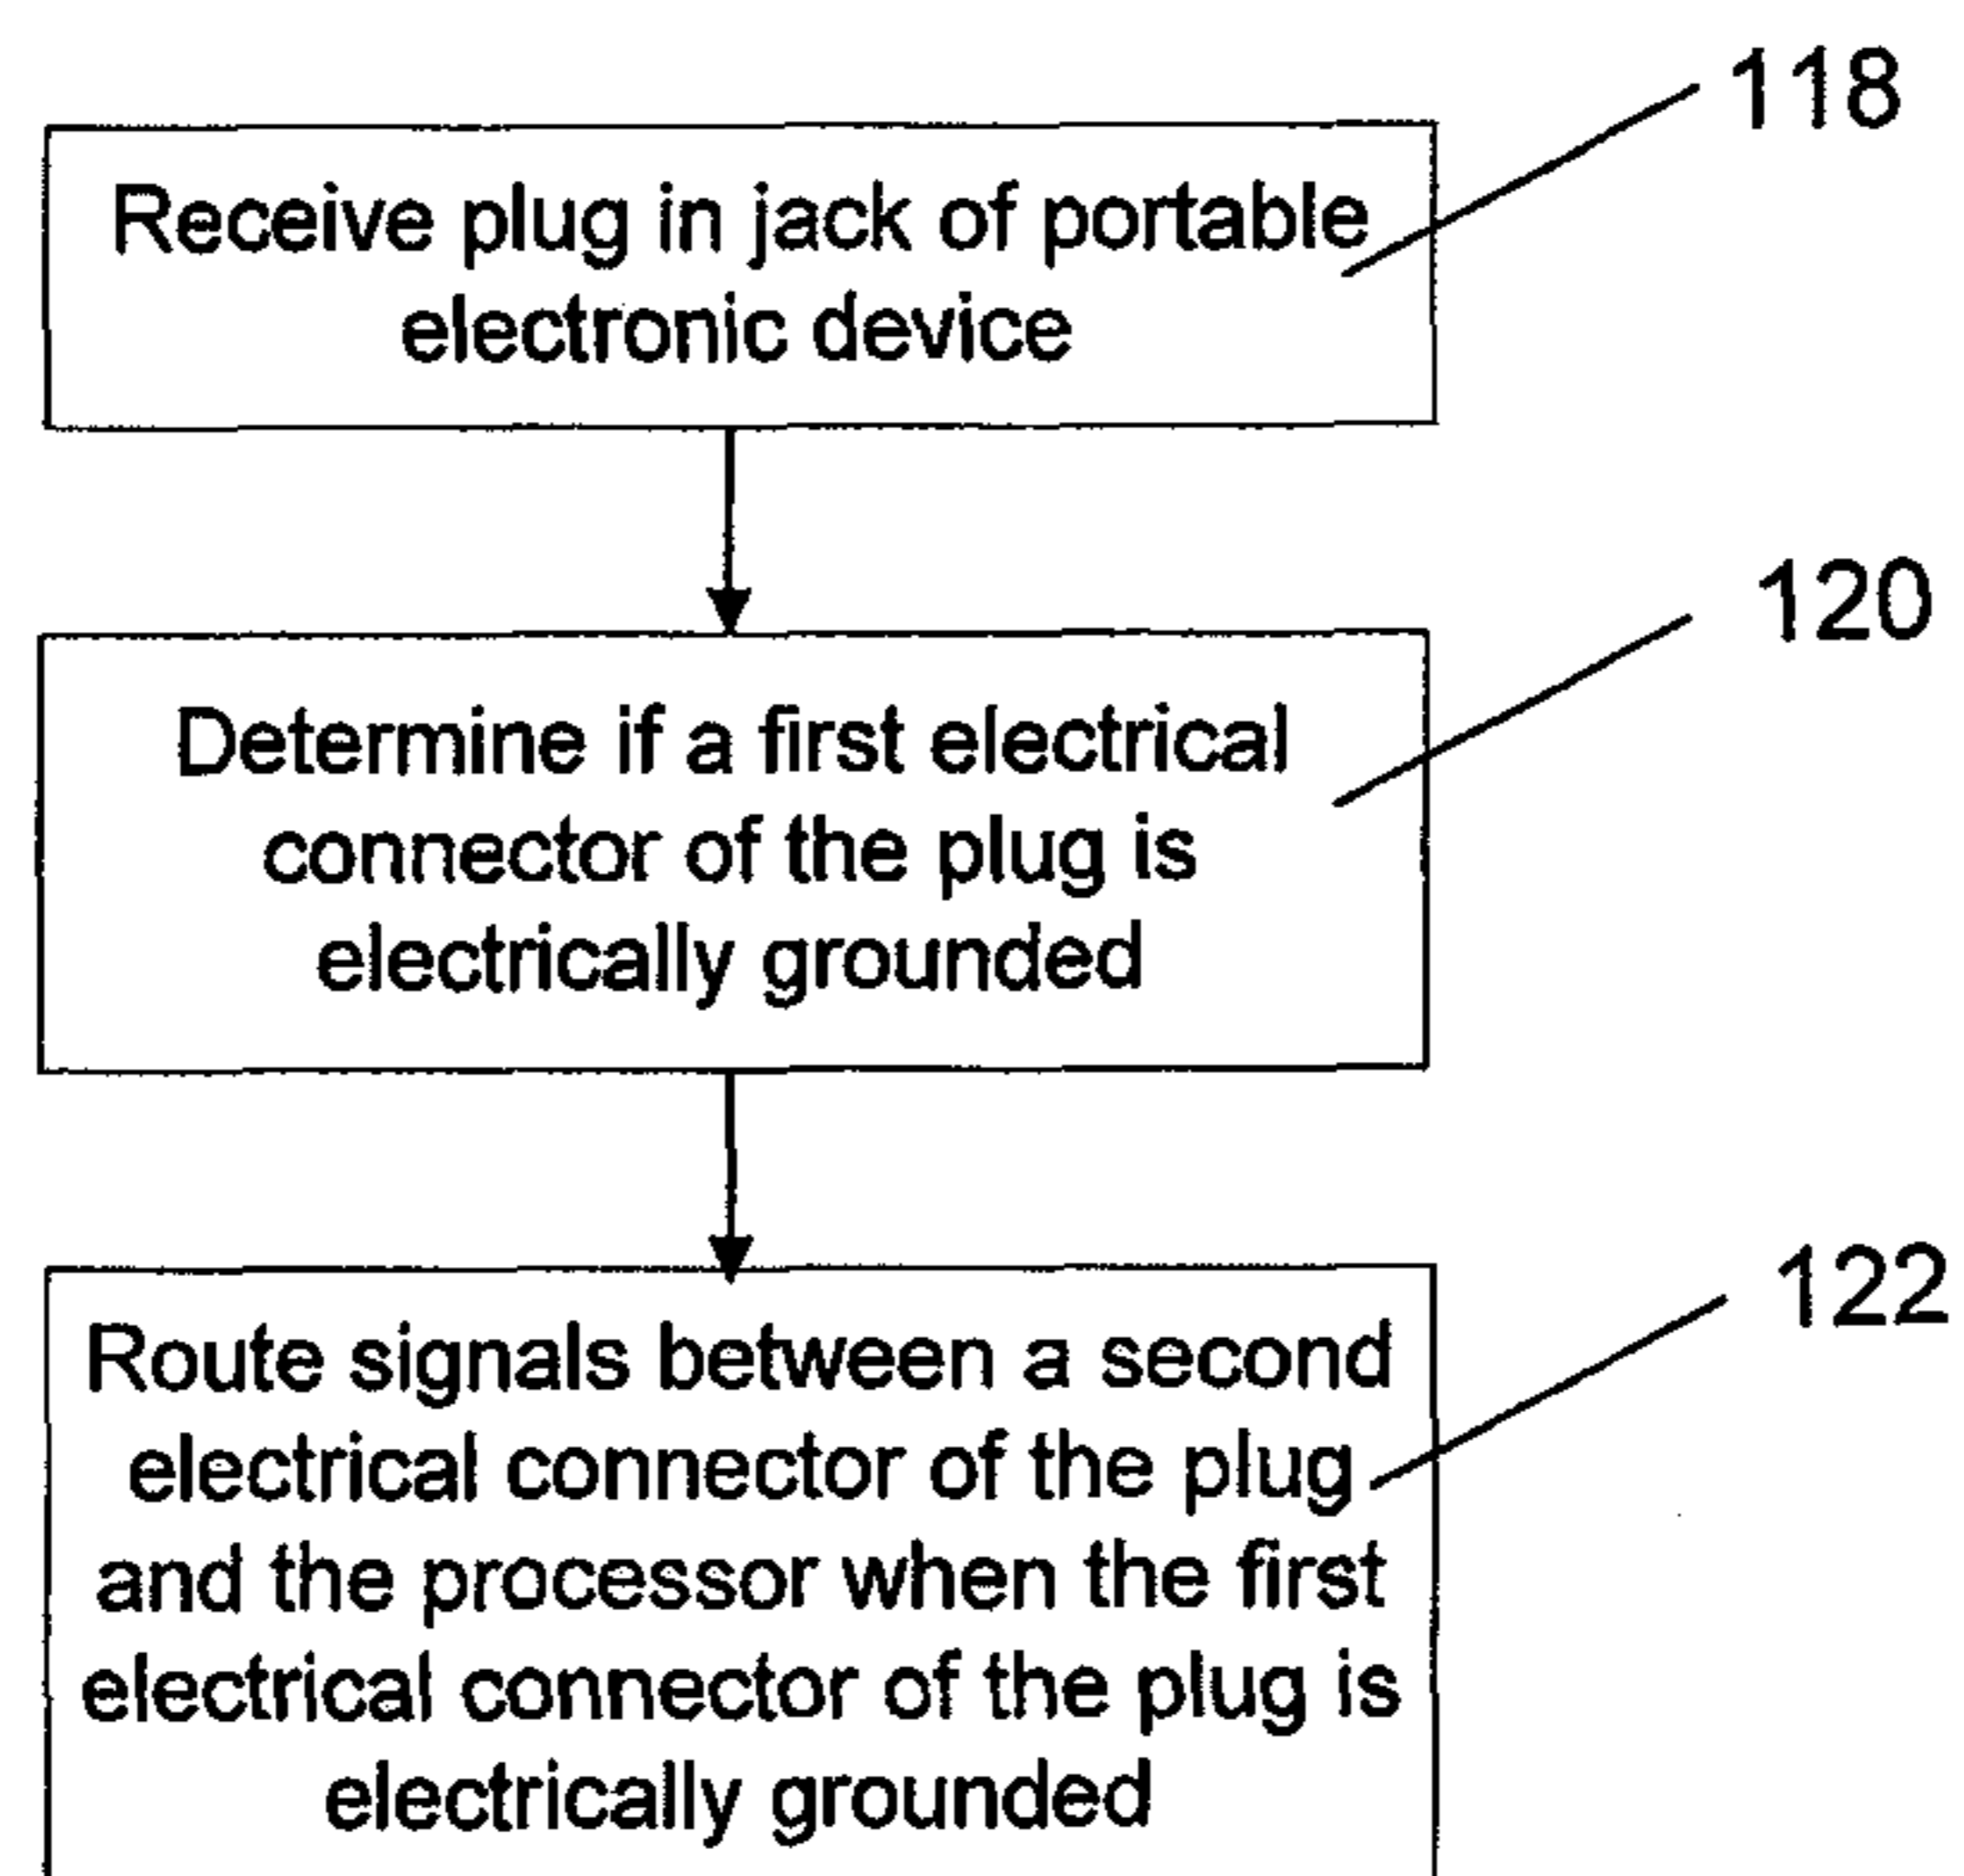 118
Receive plug in jack of portable
electronic device
120
Determine if a first electrical
connector of the plug is
electrically grounded
122
Route signals between a second
electrical connector of the plug
and the processor when the first
electrical connector of the plug is
electrically grounded